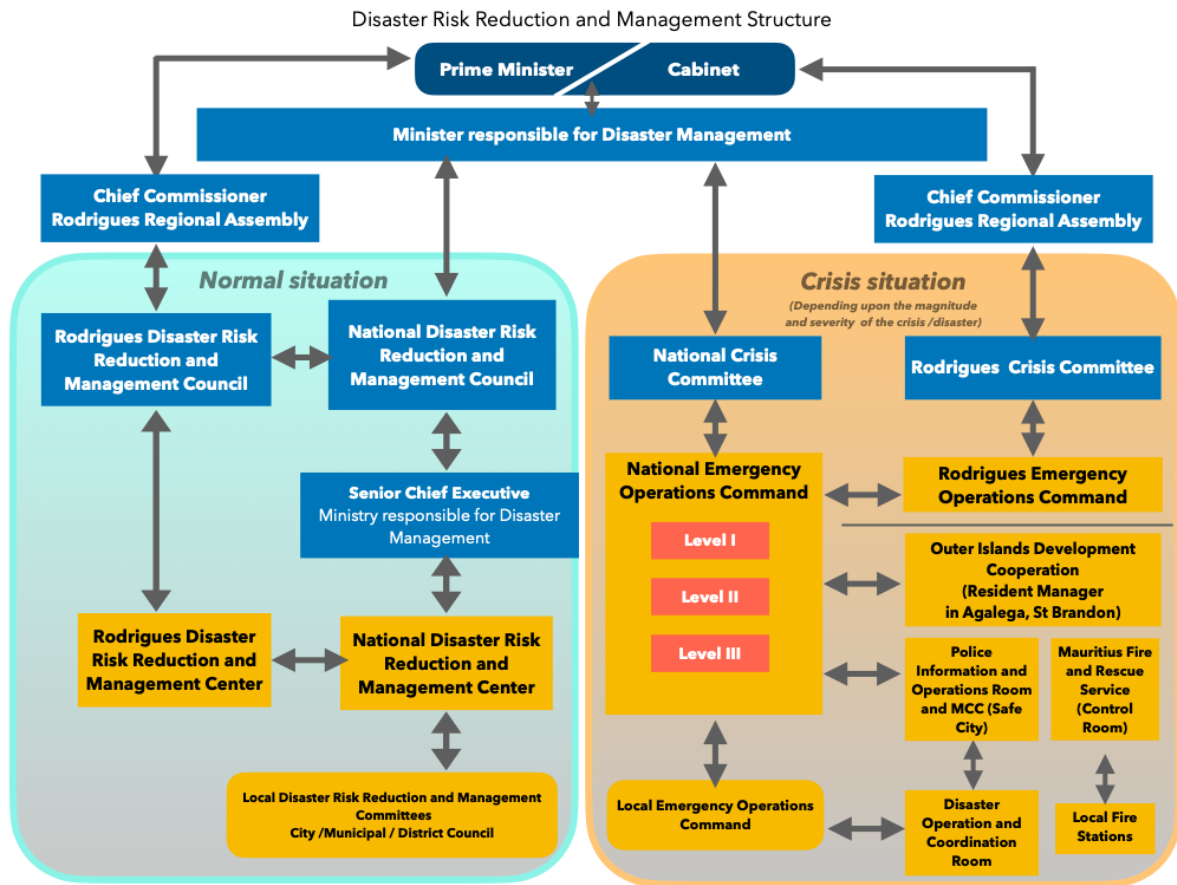 Disaster Risk Reduction and Management Structure
Prime Minister
Cabinet
Minister responsible for Disaster Management
Chief Commissioner
Rodrigues Regional Assembly
Chief Commissioner
Rodrigues Regional Assembly
Normal situation
Rodrigues Disaster Risk
Reduction and
Management Council
National Disaster Risk
Reduction and
Management Council
Senior Chief Executive
Ministry responsible for Disaster
Management
Rodrigues Disaster
Risk Reduction and
Management Center
National Disaster Risk
Reduction and
Management Center
Local Disaster Risk Reduction and Management
Committees
City /Municipal / District Council
Crisis situation
(Depending upon the magnitude
and severity of the crisis /disaster)
National Crisis
Committee
Rodrigues Crisis Committee
National Emergency
Operations Command
Level I
Level II
Level III
Rodrigues Emergency
Operations Command
Outer Islands Development
Cooperation
(Resident Manager
in Agalega, St Brandon)
Police
Information and
Operations Room
and MCC (Safe
City)
Mauritius Fire
and Rescue
Service
(Control
Room)
Local Emergency Operations
Command
Disaster
Operation and
Coordination
Room
Local Fire
Stations